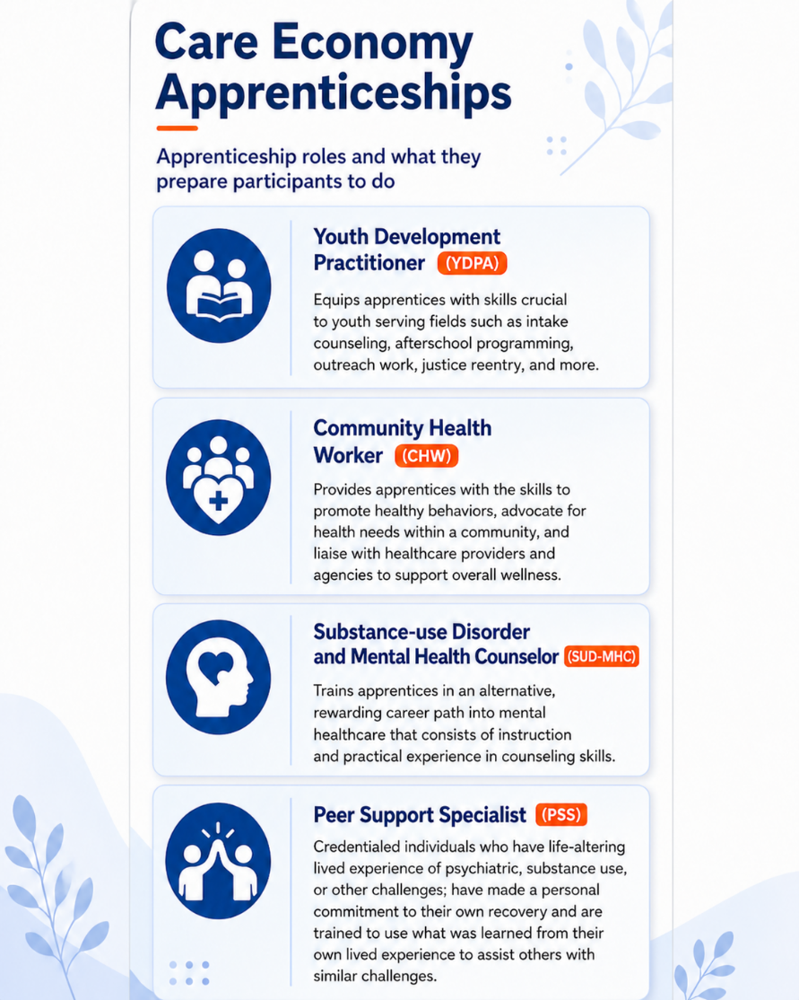 Care Economy
Apprenticeships
Apprenticeship roles and what they
prepare participants to do
Youth Development
Practitioner (YDPA)
Equips apprentices with skills crucial
to youth serving fields such as intake
counseling, afterschool programming,
outreach work, justice reentry, and more.
Community Health
Worker (CHW)
Provides apprentices with the skills to
promote healthy behaviors, advocate for
health needs within a community, and
liaise with healthcare providers and
agencies to support overall wellness.
Substance-use Disorder
and Mental Health Counselor (SUD-MHC)
Trains apprentices in an alternative,
rewarding career path into mental
healthcare that consists of instruction
and practical experience in counseling skills.
Peer Support Specialist (PSS)
Credentialed individuals who have life-altering
lived experience of psychiatric, substance use,
or other challenges; have made a personal
commitment to their own recovery and are
trained to use what was learned from their
own lived experience to assist others with
similar challenges.